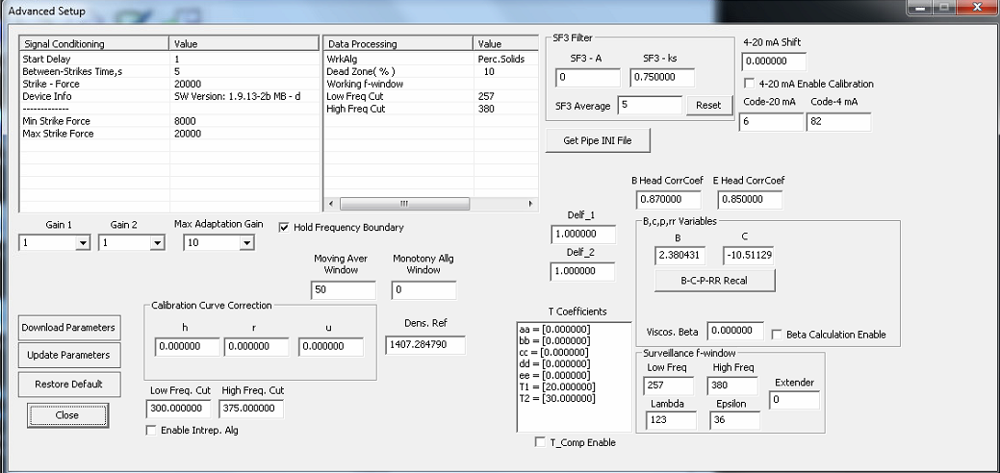 Advanced Setup
Signal Conditioning Value
Start Delay 1
Between-Strikes Time,s 5
Strike - Force 20000
Device Info SW Version: 1.9.13-2b MB - d
-------------
Min Strike Force 8000
Max Strike Force 20000
Data Processing Value
WrkAlg Perc.Solids
Dead Zone( % ) 10
Working f-window
Low Freq Cut 257
High Freq Cut 380
SF3 Filter
SF3 - A SF3 - ks
0 0.750000
SF3 Average 5 Reset
4-20 mA Shift
0.000000
4-20 mA Enable Calibration
Code-20 mA Code-4 mA
6 82
Get Pipe INI File
B Head CorrCoef E Head CorrCoef
0.870000 0.850000
Gain 1 Gain 2 Max Adaptation Gain
1 1 10
Hold Frequency Boundary
Delf_1
1.000000
Delf_2
1.000000
B,c,p,rr Variables
B C
2.380431 -10.51129
B-C-P-RR Recal
Viscos. Beta 0.000000 Beta Calculation Enable
Moving Aver Window
50
Monotony Allg Window
0
Calibration Curve Correction
h r u
0.000000 0.000000 0.000000
Dens. Ref
1407.284790
Download Parameters
Update Parameters
Restore Default
Close
Low Freq. Cut High Freq. Cut
300.000000 375.000000
Enable Intrep. Alg
T Coefficients
aa = [0.000000]
bb = [0.000000]
cc = [0.000000]
dd = [0.000000]
ee = [0.000000]
T1 = [20.000000]
T2 = [30.000000]
T_Comp Enable
Surveillance f-window
Low Freq High Freq
257 380
Lambda Epsilon
123 36
Extender
0